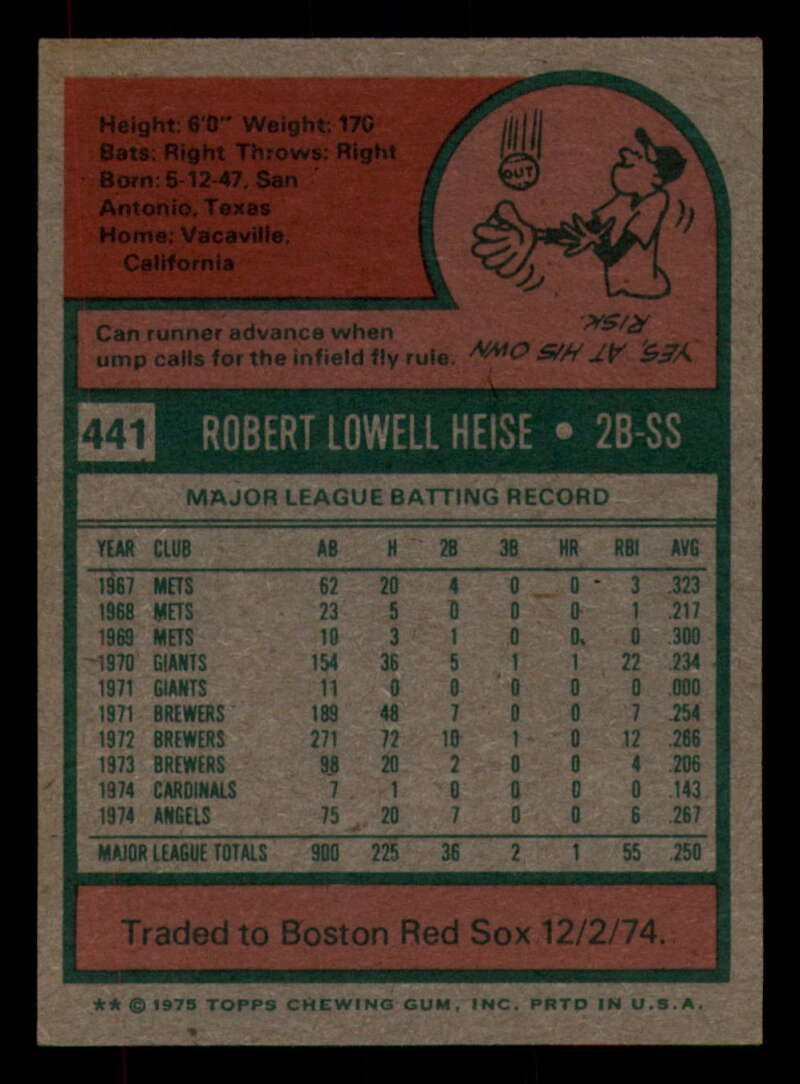 Height: 6'0" Weight: 170
Bats: Right Throws: Right
Born: 5-12-47, San
Antonio, Texas
Home: Vacaville,
California
OUT
Can runner advance when
ump calls for the infield fly rule.
YES, AT HIS OWN
RISK.
441 ROBERT LOWELL HEISE • 2B-SS
MAJOR LEAGUE BATTING RECORD
YEAR CLUB AB H 2B 3B HR RBI AVG
1967 METS 62 20 4 0 0 3 .323
1968 METS 23 5 0 0 0 1 .217
1969 METS 10 3 1 0 0 0 .300
1970 GIANTS 154 36 5 1 1 22 .234
1971 GIANTS 11 0 0 0 0 0 .000
1971 BREWERS 189 48 7 0 0 7 .254
1972 BREWERS 271 72 10 1 0 12 .266
1973 BREWERS 98 20 2 0 0 4 .206
1974 CARDINALS 7 1 0 0 0 0 .143
1974 ANGELS 75 20 7 0 0 6 .267
MAJOR LEAGUE TOTALS 900 225 36 2 1 55 .250
Traded to Boston Red Sox 12/2/74.
** © 1975 TOPPS CHEWING GUM, INC. PRTD IN U.S.A.